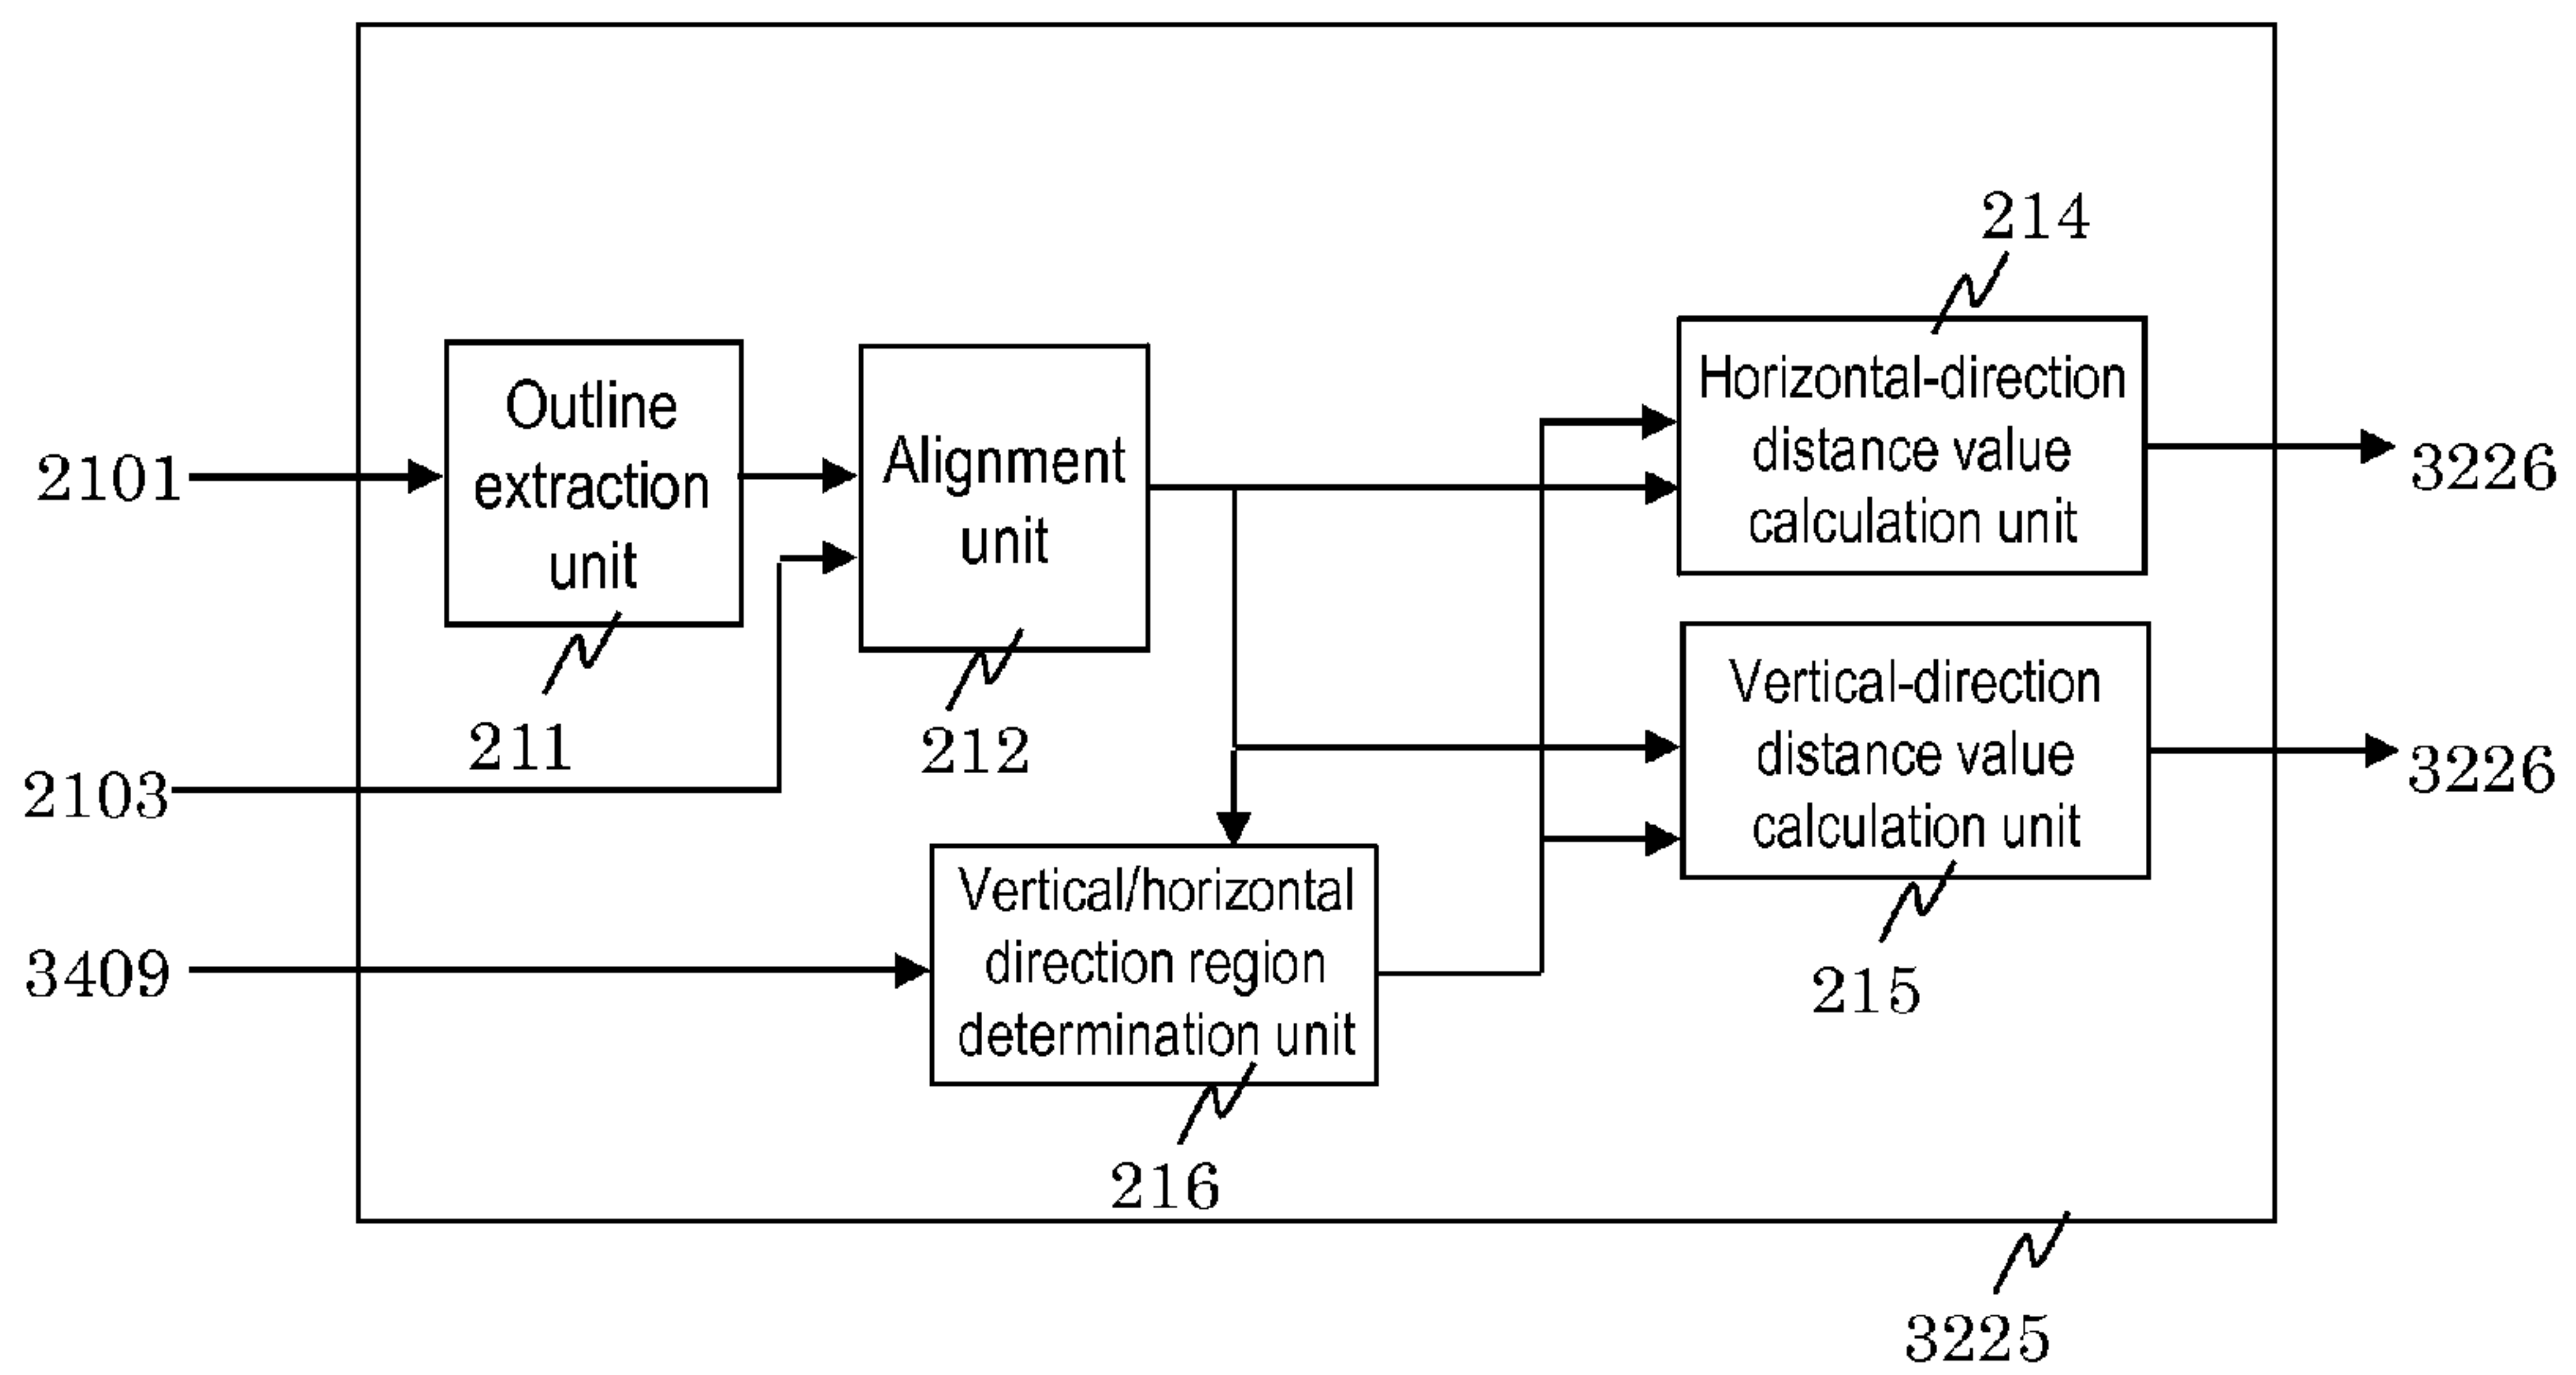 214
Horizontal-direction
distance value
calculation unit
Outline
extraction
unit
Alignment
unit
2101
3226
211
212
Vertical-direction
distance value
calculation unit
2103
3226
Vertical/horizontal
direction region
determination unit
3409
215
216
3225